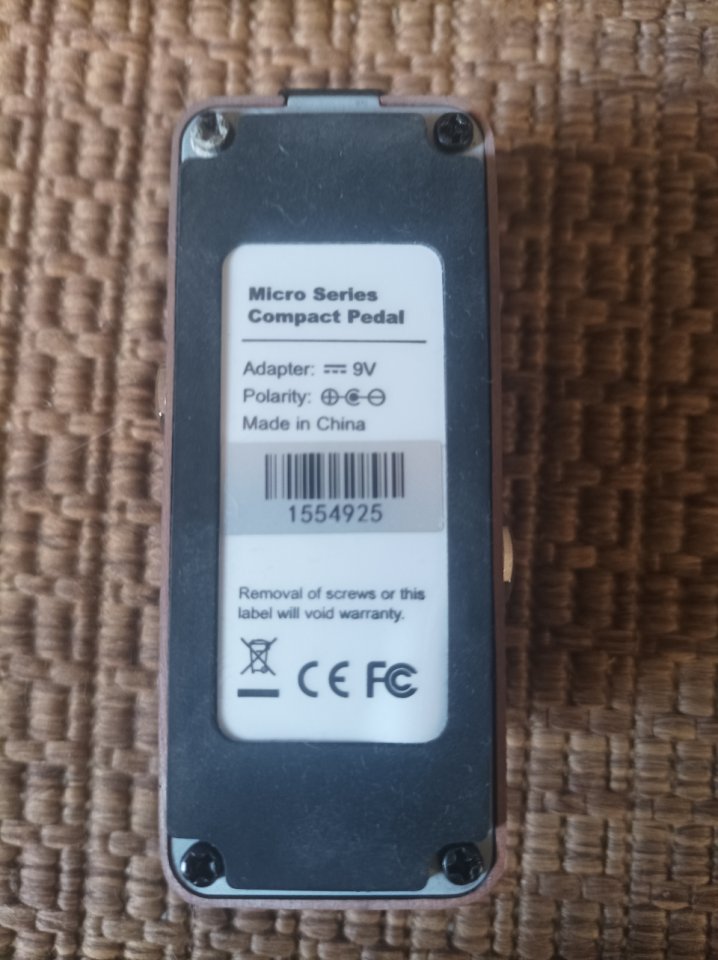 Micro Series
Compact Pedal
Adapter: 9V
Polarity:
Made in China
1554925
Removal of screws or this
label will void warranty.
CE FC